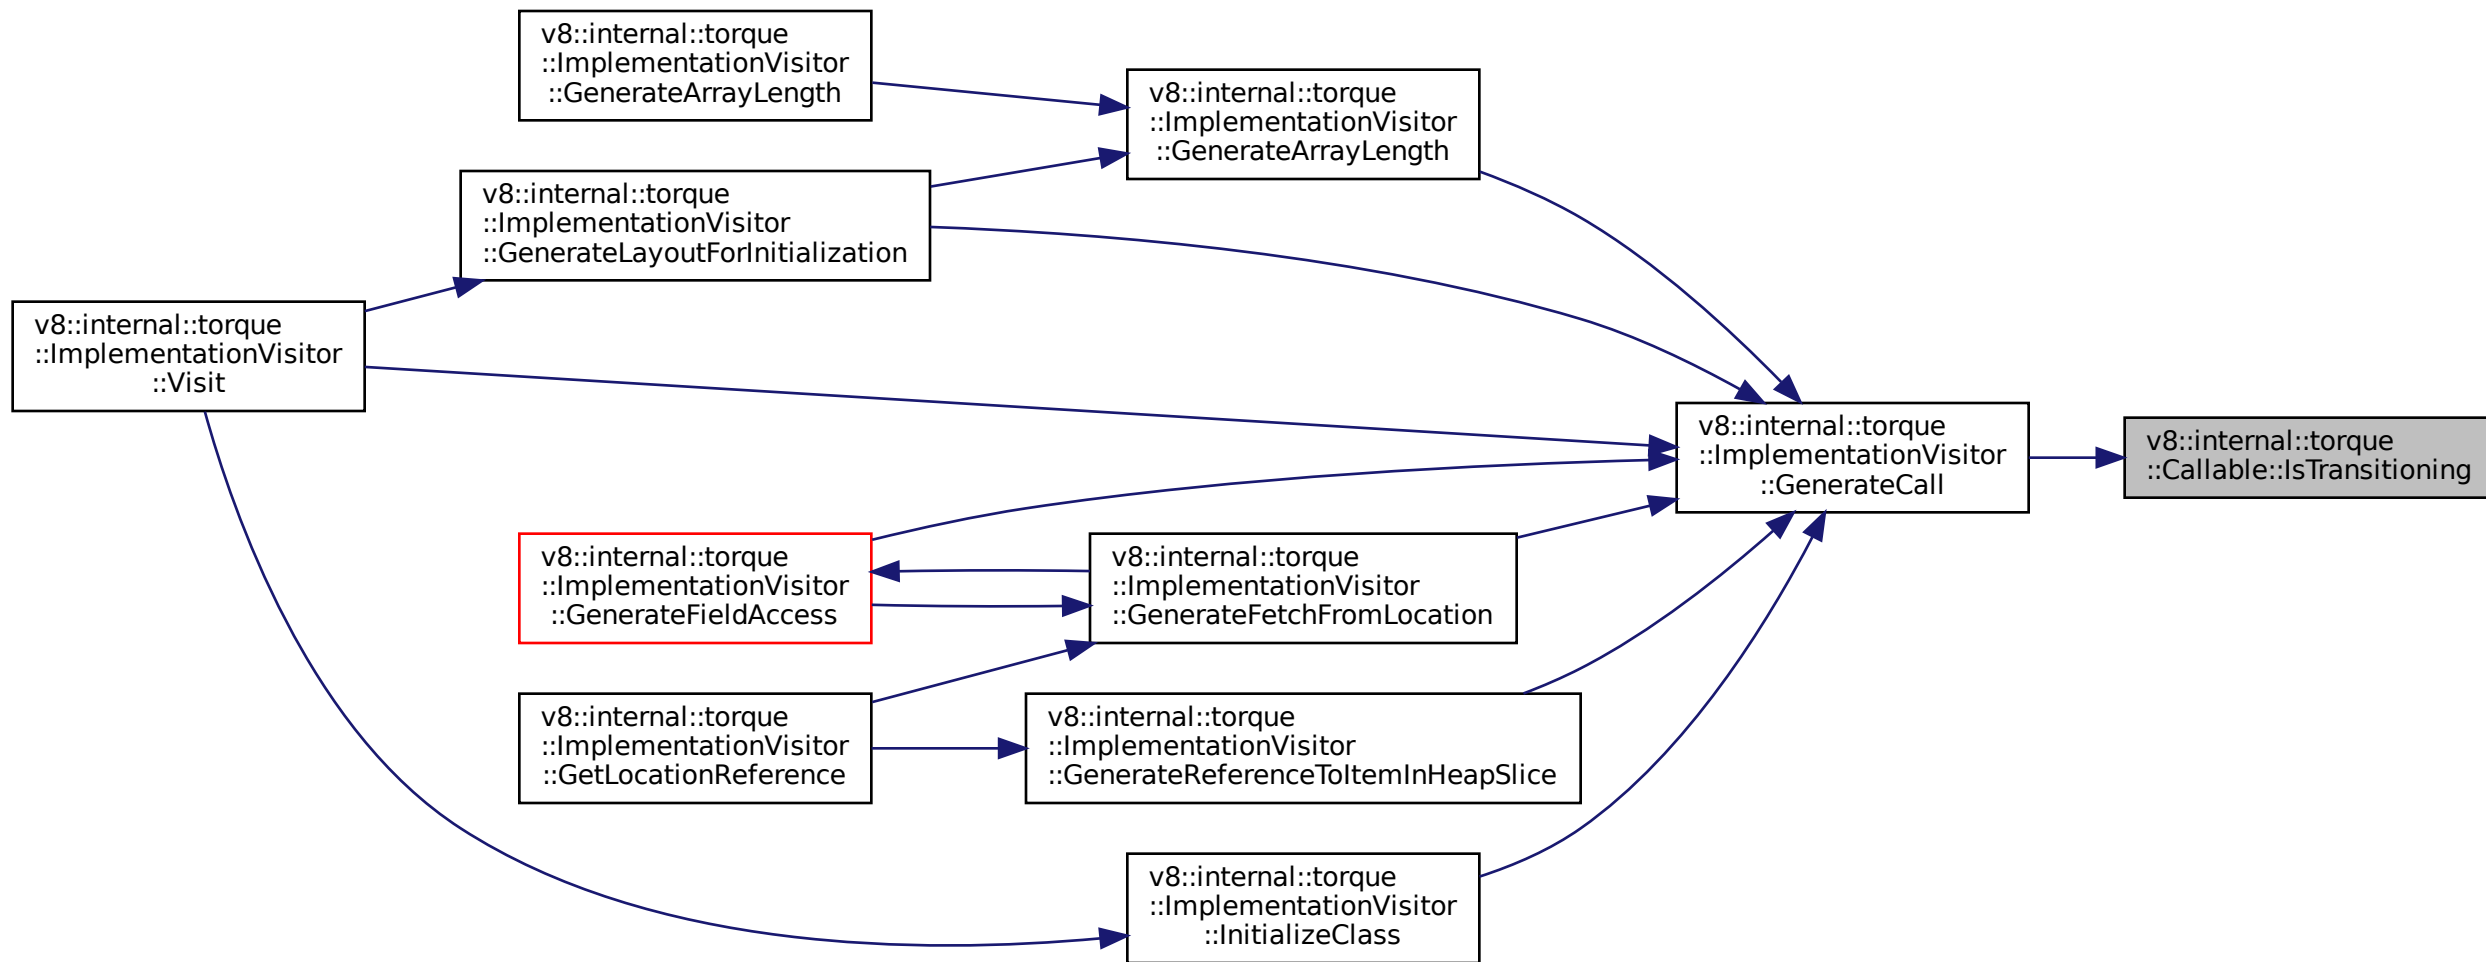 v8::internal::torque
::ImplementationVisitor
::GenerateArrayLength
v8::internal::torque
::ImplementationVisitor
::GenerateArrayLength
v8::internal::torque
::ImplementationVisitor
::GenerateLayoutForInitialization
v8::internal::torque
::ImplementationVisitor
::Visit
v8::internal::torque
::ImplementationVisitor
::GenerateCall
v8::internal::torque
::Callable::IsTransitioning
v8::internal::torque
::ImplementationVisitor
::GenerateFieldAccess
v8::internal::torque
::ImplementationVisitor
::GenerateFetchFromLocation
v8::internal::torque
::ImplementationVisitor
::GetLocationReference
v8::internal::torque
::ImplementationVisitor
::GenerateReferenceToItemInHeapSlice
v8::internal::torque
::ImplementationVisitor
::InitializeClass